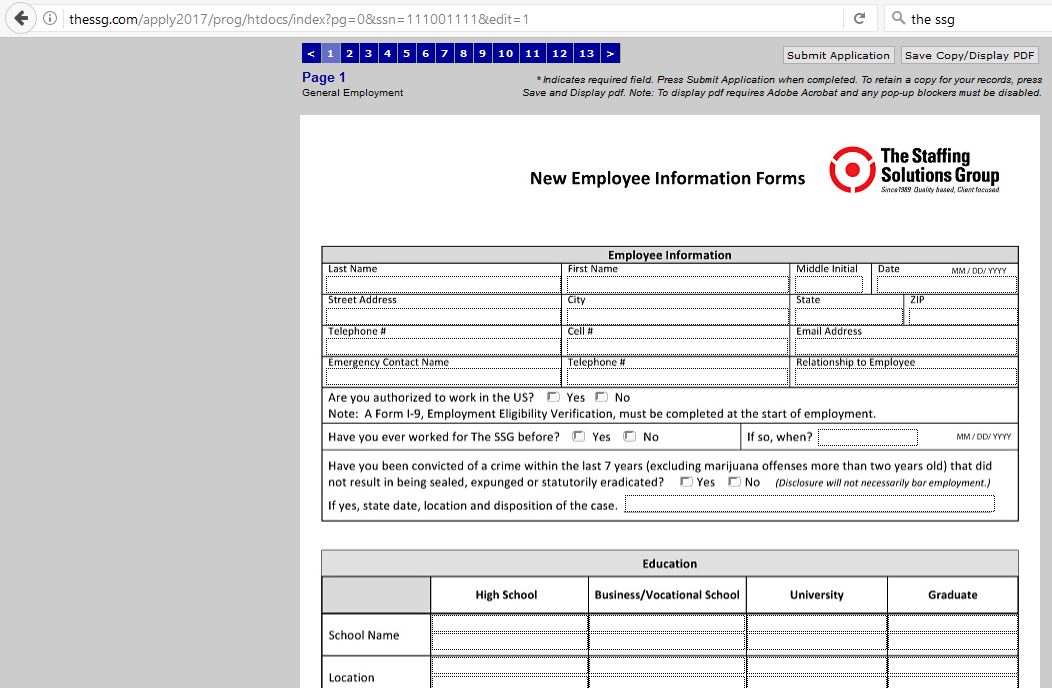 thessg.com/apply2017/prog/htdocs/index?pg=0&ssn=111001111&edit=1
the ssg
< 1 2 3 4 5 6 7 8 9 10 11 12 13 >
Submit Application Save Copy/Display PDF
Page 1
General Employment
* Indicates required field. Press Submit Application when completed. To retain a copy for your records, press
Save and Display pdf. Note: To display pdf requires Adobe Acrobat and any pop-up blockers must be disabled.
New Employee Information Forms
The Staffing
Solutions Group
Since1989 Quality based, Client focused.
Employee Information
Last Name First Name Middle Initial Date MM / DD/ YYYY
Street Address City State ZIP
Telephone # Cell # Email Address
Emergency Contact Name Telephone # Relationship to Employee
Are you authorized to work in the US? Yes No
Note: A Form I-9, Employment Eligibility Verification, must be completed at the start of employment.
Have you ever worked for The SSG before? Yes No If so, when? MM / DD/ YYYY
Have you been convicted of a crime within the last 7 years (excluding marijuana offenses more than two years old) that did
not result in being sealed, expunged or statutorily eradicated? Yes No (Disclosure will not necessarily bar employment.)
If yes, state date, location and disposition of the case.
Education
High School Business/Vocational School University Graduate
School Name
Location